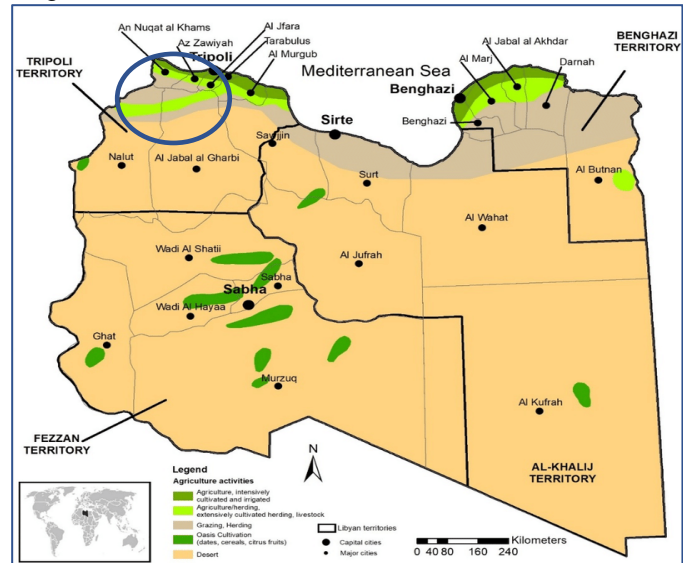 An Nuqat al Khams
Az Zawiyah
Tripoli
Al Jfara
Tarabulus
Al Murgub
TRIPOLI
TERRITORY
Mediterranean Sea
Al Jabal al Akhdar
Al Marj
Darnah
BENGHAZI
TERRITORY
Benghazi
Benghazi
Sirte
Sawjjin
Nalut
Al Jabal al Gharbi
Surt
Al Butnan
Al Wahat
Wadi Al Shatii
Al Jufrah
Sabha
Sabha
Wadi Al Hayaa
Ghat
Murzuq
Al Kufrah
FEZZAN
TERRITORY
AL-KHALIJ
TERRITORY
N
Legend
Agriculture activities
Agriculture, intensively
cultivated and irrigated
Agriculture/herding,
extensively cultivated herding, livestock
Grazing, Herding
Oasis Cultivation
(dates, cereals, citrus fruits)
Desert
Libyan territories
Capital cities
Major cities
Kilometers
0 40 80 160 240